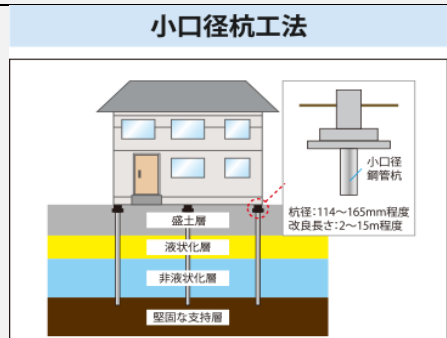 小口径杭工法
小口径
鋼管杭
杭径:114～165mm程度
改良長さ:2～15m程度
盛土層
液状化層
非液状化層
堅固な支持層